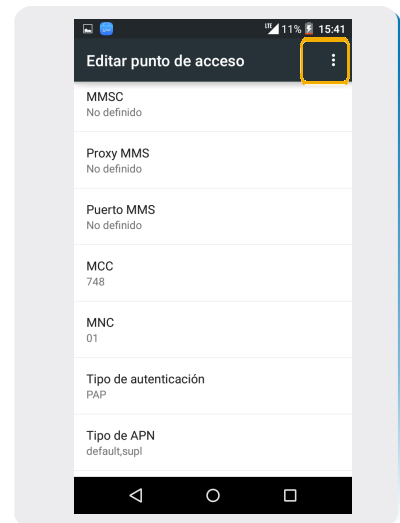 LTE 11% 15:41
Editar punto de acceso
MMSC
No definido
Proxy MMS
No definido
Puerto MMS
No definido
MCC
748
MNC
01
Tipo de autenticación
PAP
Tipo de APN
default,supl